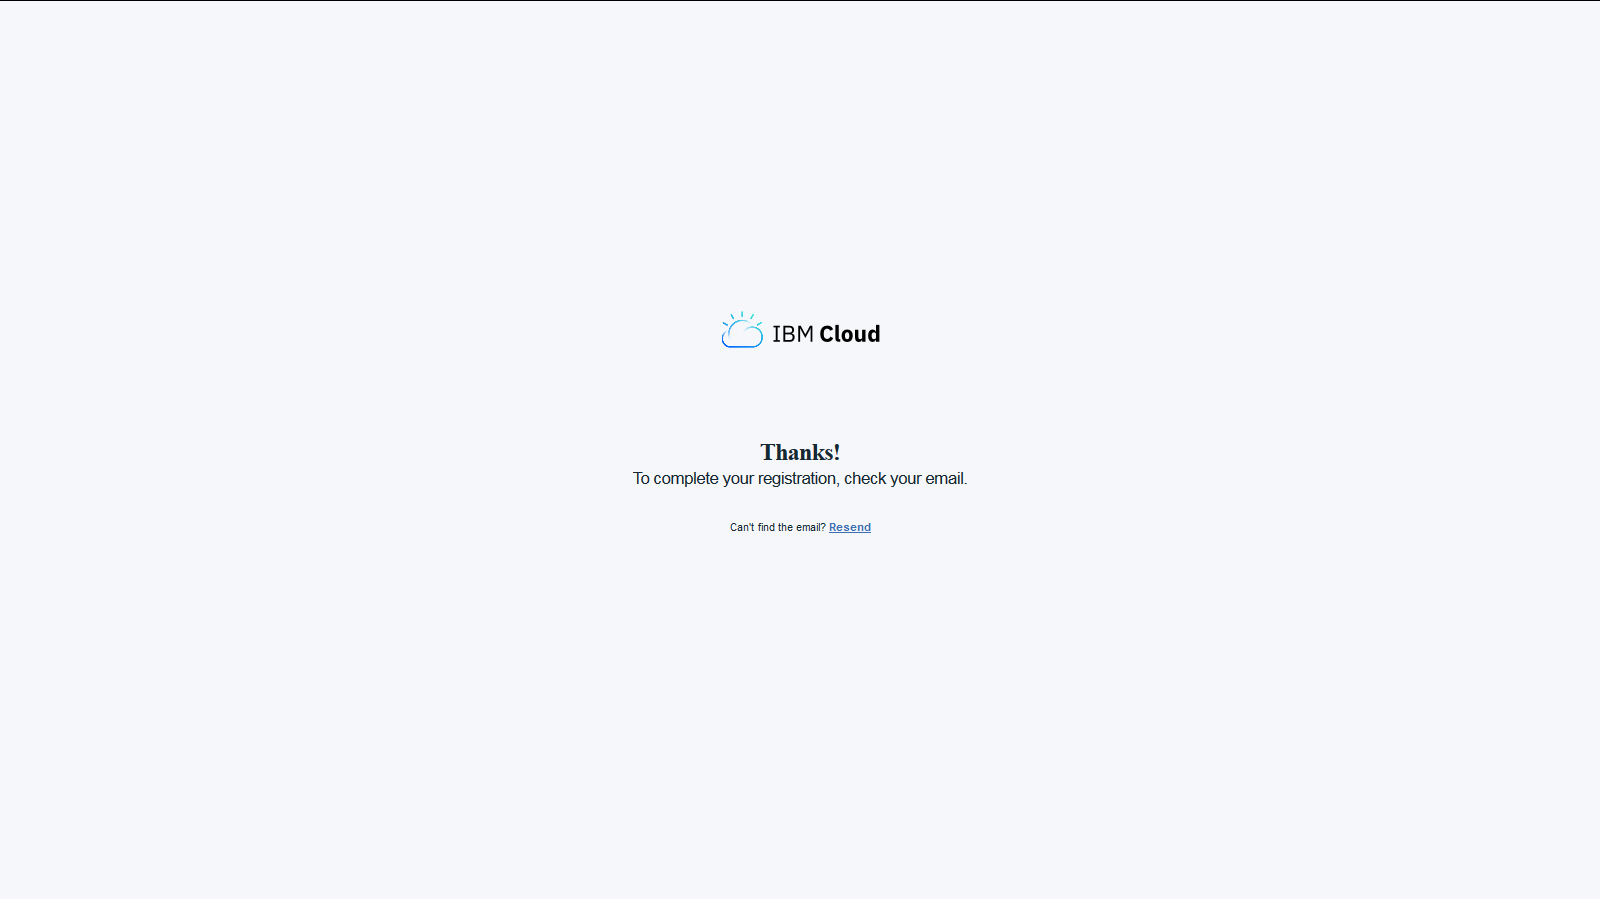 IBM Cloud
Thanks!
To complete your registration, check your email.
Can't find the email? Resend